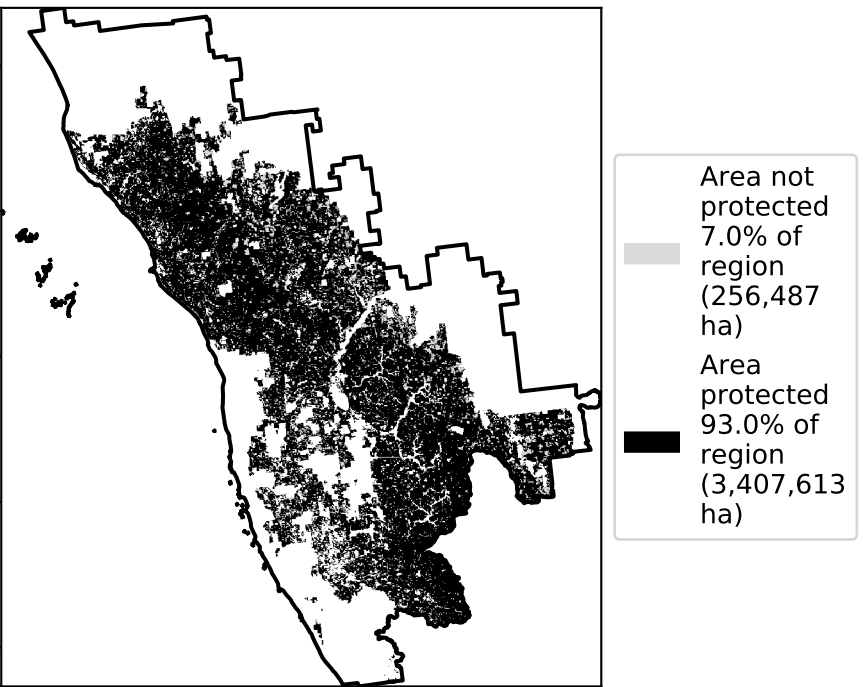 Area not
protected
7.0% of
region
(256,487
ha)
Area
protected
93.0% of
region
(3,407,613
ha)